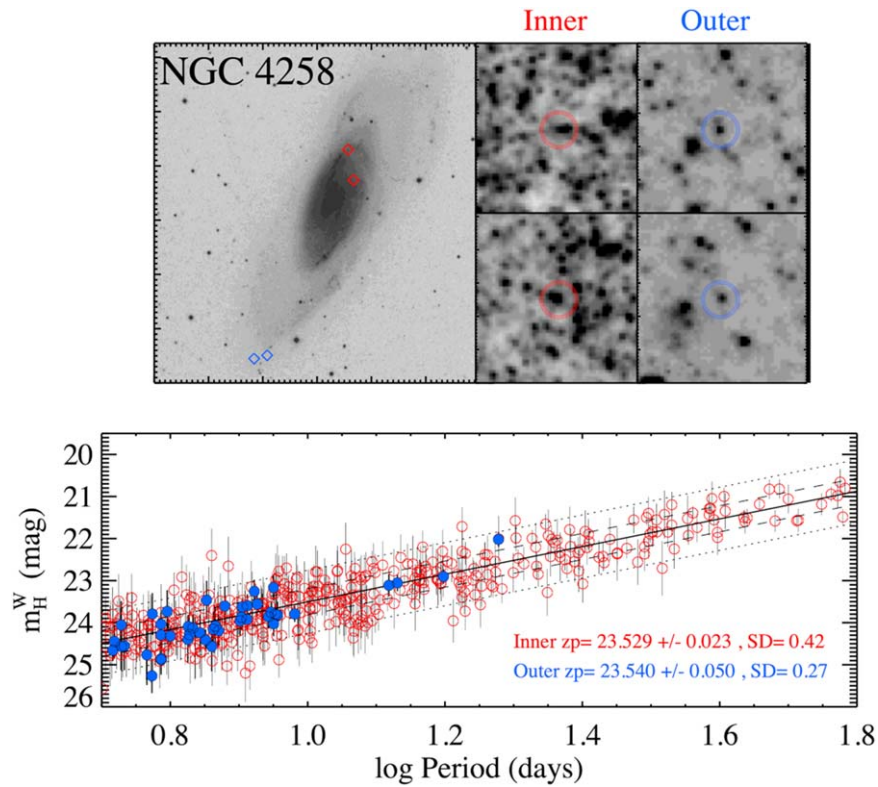 Inner Outer
NGC 4258
20
21
22
23
24
25
26
m_H^W (mag)
Inner zp= 23.529 +/- 0.023 , SD= 0.42
Outer zp= 23.540 +/- 0.050 , SD= 0.27
0.8 1.0 1.2 1.4 1.6 1.8
log Period (days)